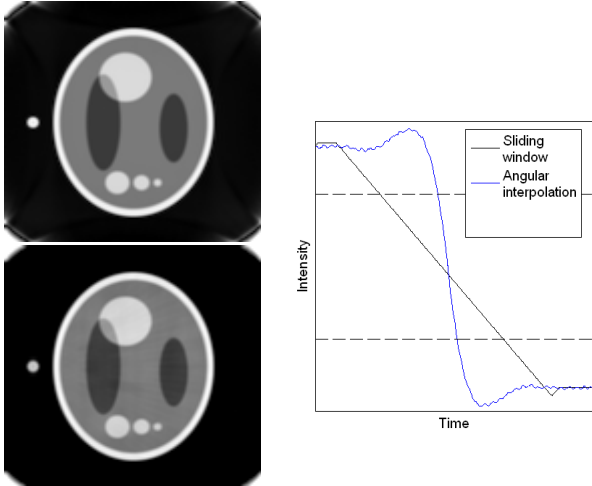 Sliding
window
Angular
interpolation
Intensity
Time